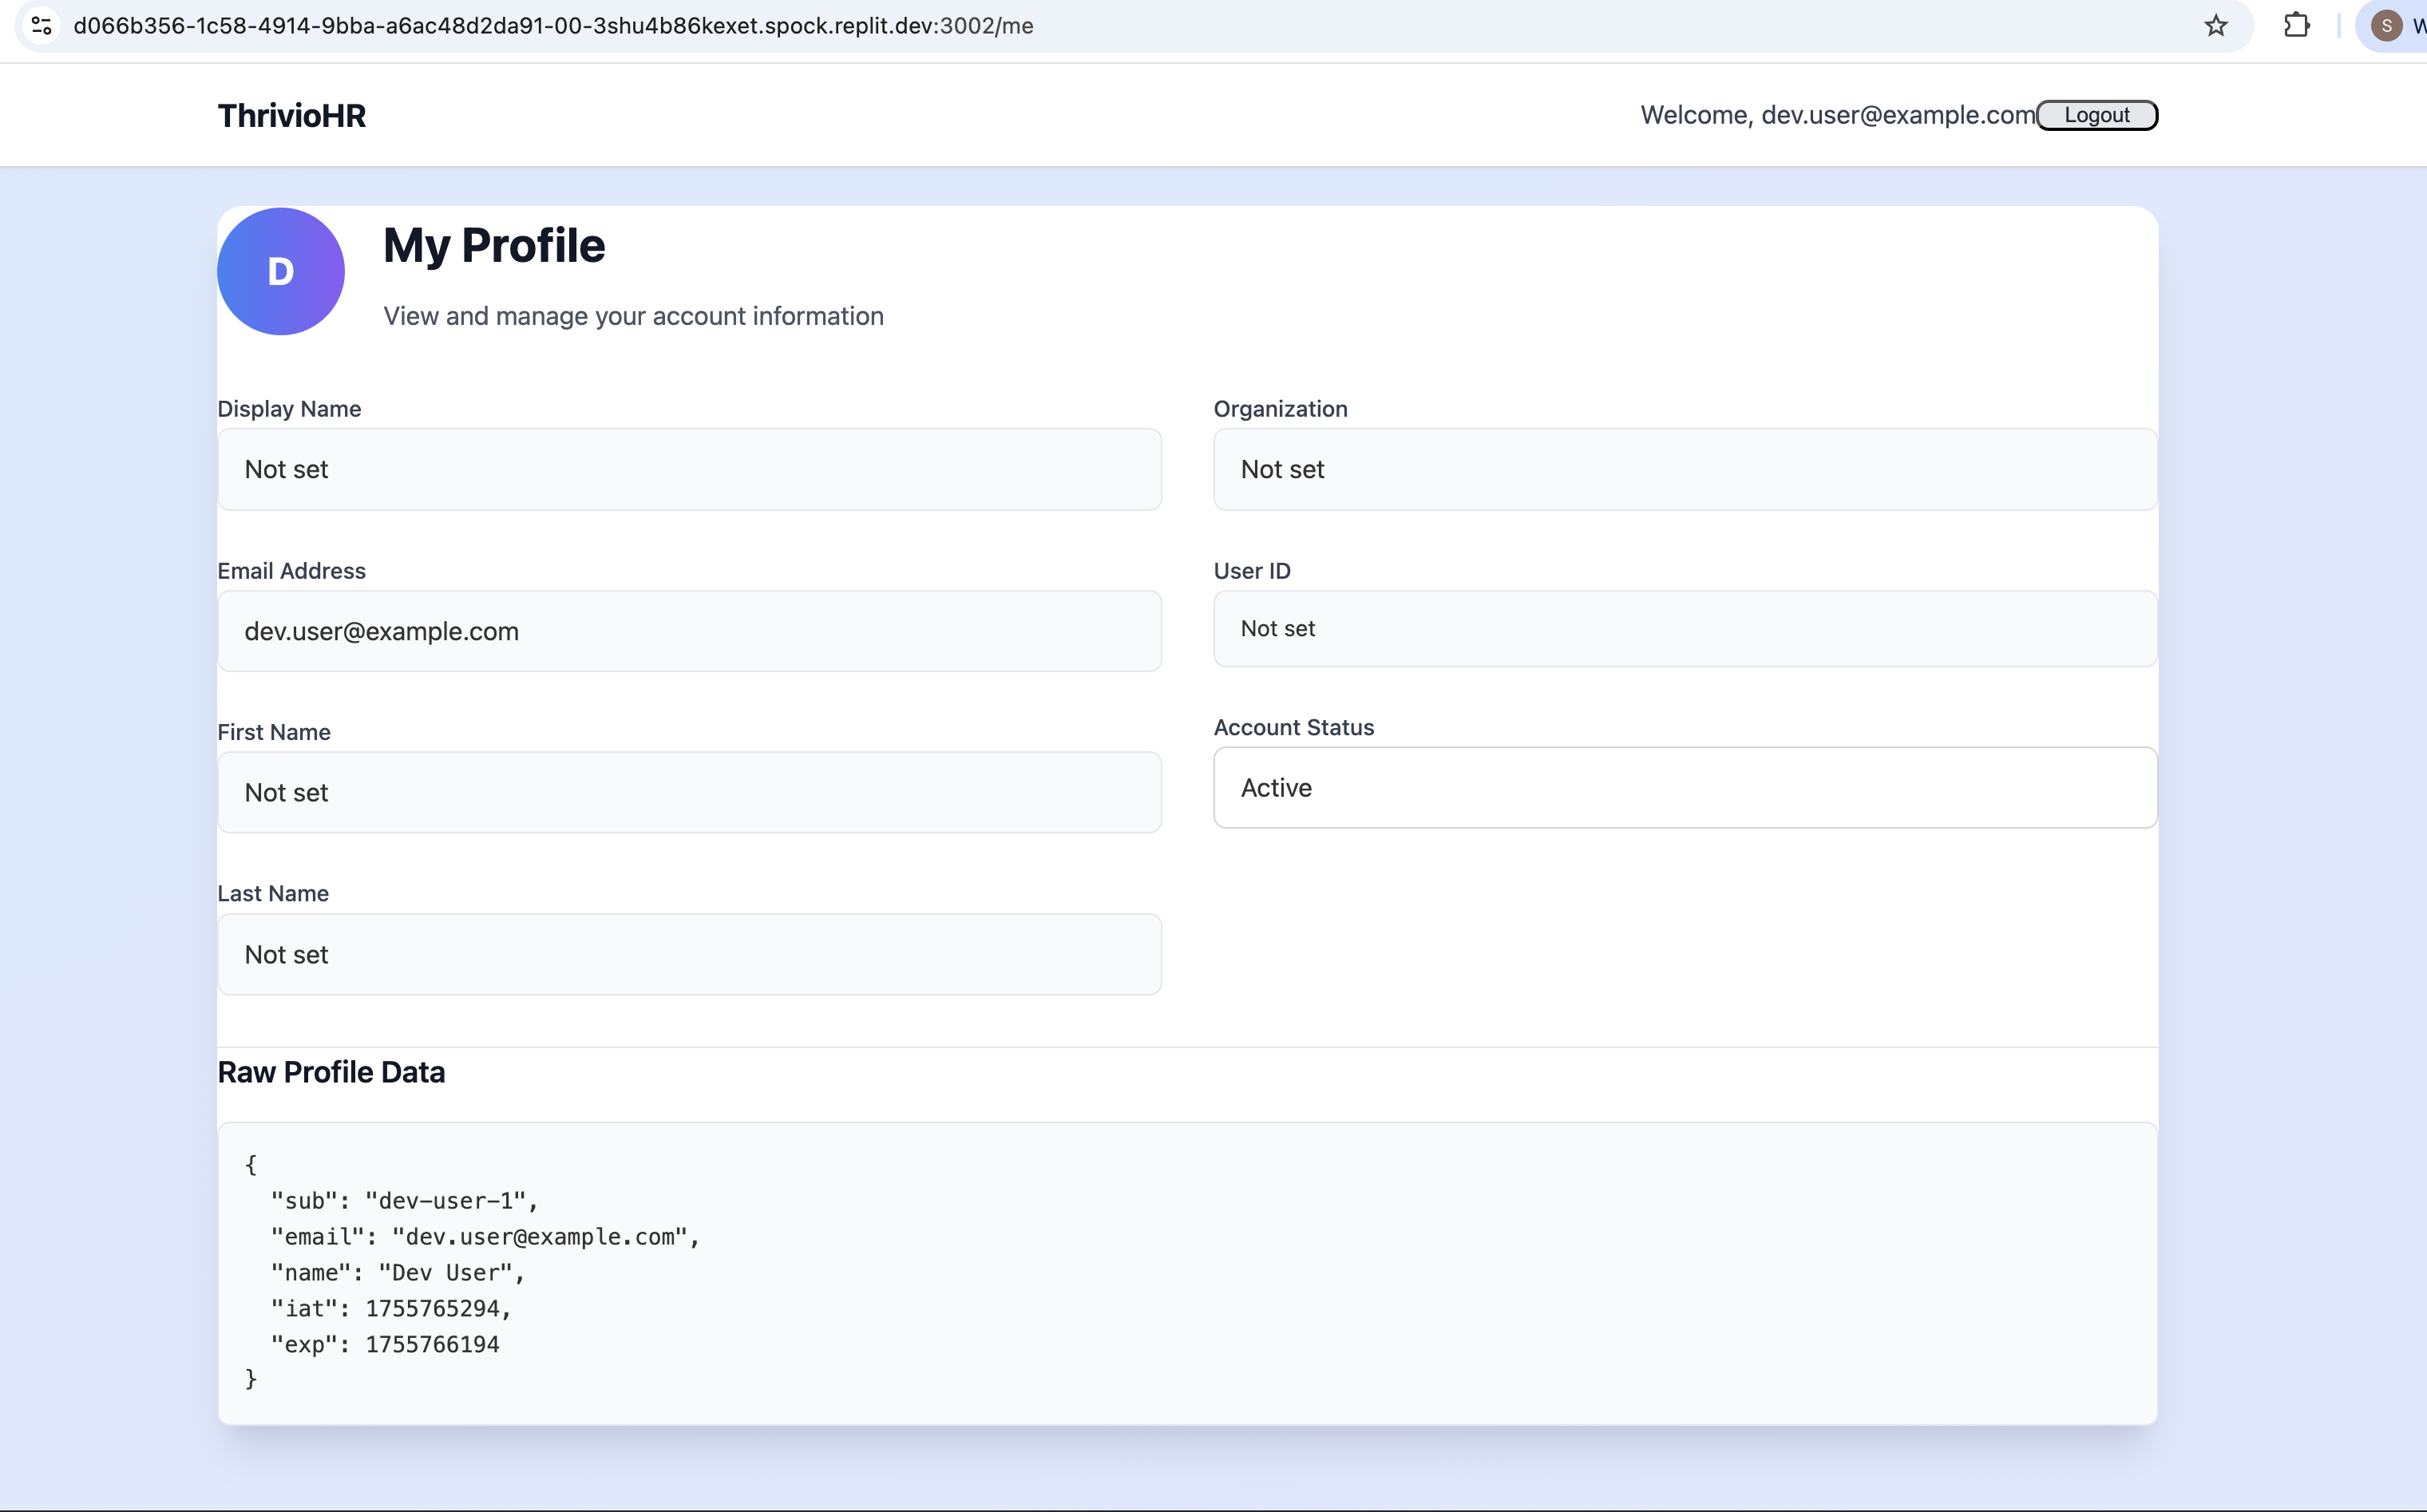 d066b356-1c58-4914-9bba-a6ac48d2da91-00-3shu4b86kexet.spock.replit.dev:3002/me
S
ThrivioHR
Welcome, dev.user@example.com
Logout
D
My Profile
View and manage your account information
Display Name
Not set
Organization
Not set
Email Address
dev.user@example.com
User ID
Not set
First Name
Not set
Account Status
Active
Last Name
Not set
Raw Profile Data
{
"sub": "dev-user-1",
"email": "dev.user@example.com",
"name": "Dev User",
"iat": 1755765294,
"exp": 1755766194
}